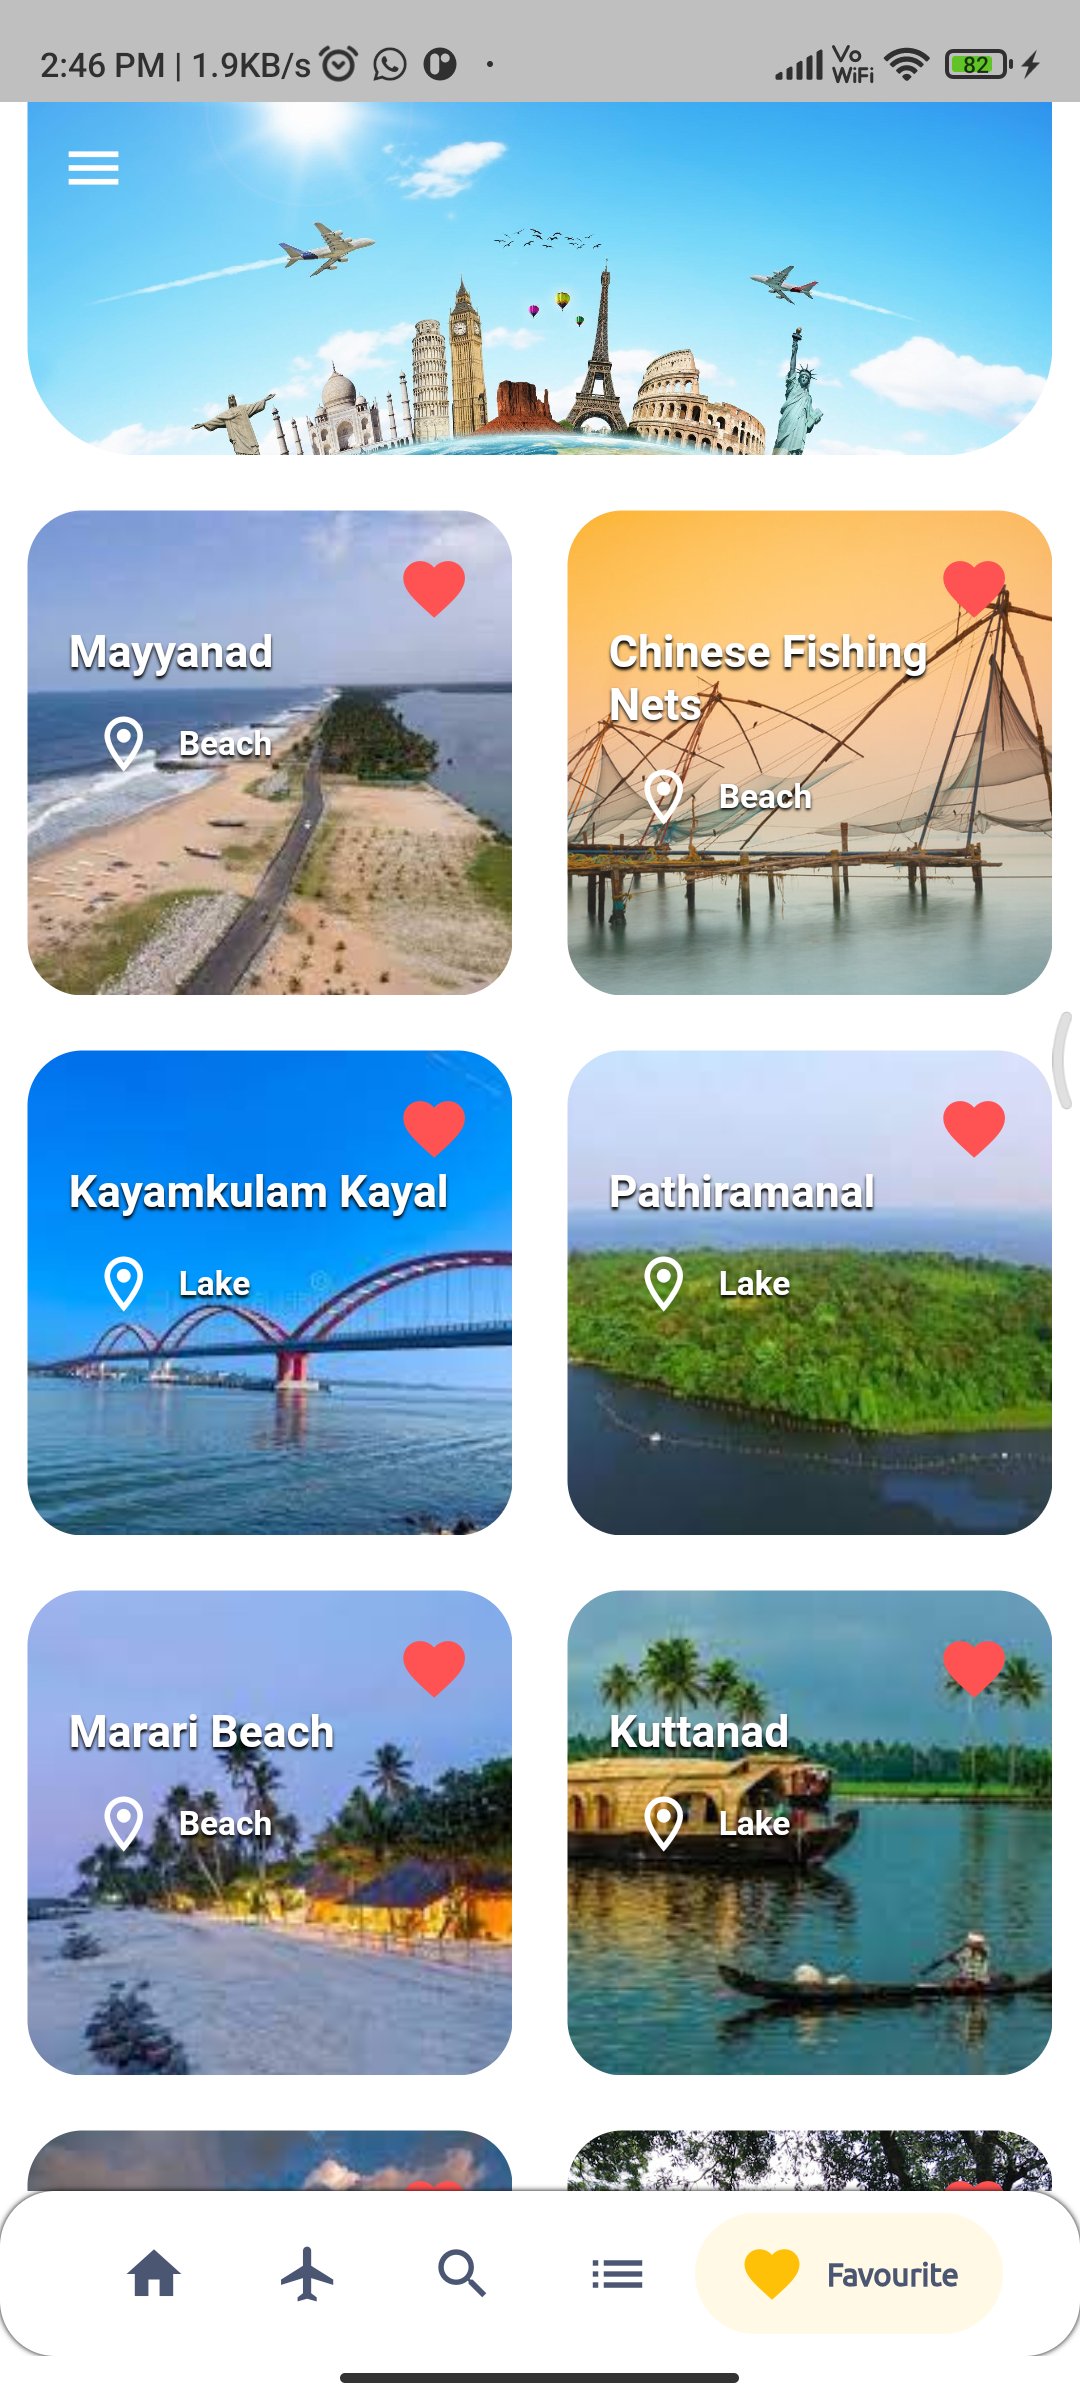 2:46 PM | 1.9KB/s
Vo
WiFi
82
Mayyanad
Beach
Chinese Fishing
Nets
Beach
Kayamkulam Kayal
Lake
Pathiramanal
Lake
Marari Beach
Beach
Kuttanad
Lake
Favourite